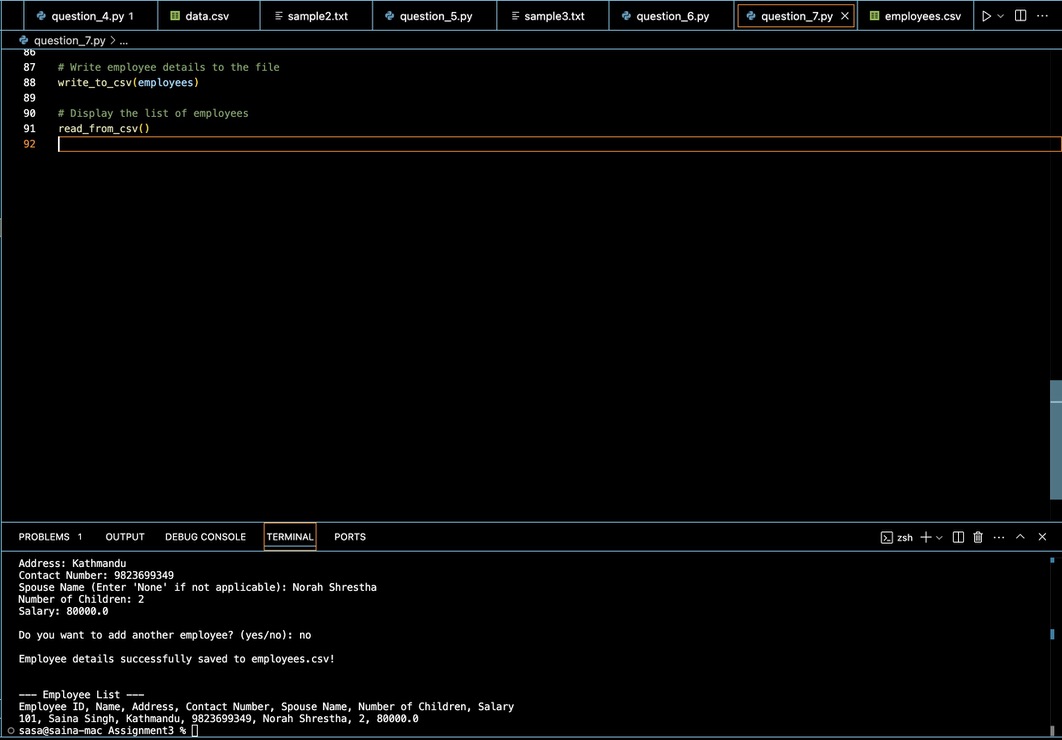 question_4.py 1 data.csv sample2.txt question_5.py sample3.txt question_6.py question_7.py employees.csv
question_7.py > ...
86
87 # Write employee details to the file
88 write_to_csv(employees)
89
90 # Display the list of employees
91 read_from_csv()
92
PROBLEMS 1 OUTPUT DEBUG CONSOLE TERMINAL PORTS zsh
Address: Kathmandu
Contact Number: 9823699349
Spouse Name (Enter 'None' if not applicable): Norah Shrestha
Number of Children: 2
Salary: 80000.0
Do you want to add another employee? (yes/no): no
Employee details successfully saved to employees.csv!
--- Employee List ---
Employee ID, Name, Address, Contact Number, Spouse Name, Number of Children, Salary
101, Saina Singh, Kathmandu, 9823699349, Norah Shrestha, 2, 80000.0
sasa@saina-mac Assignment3 %